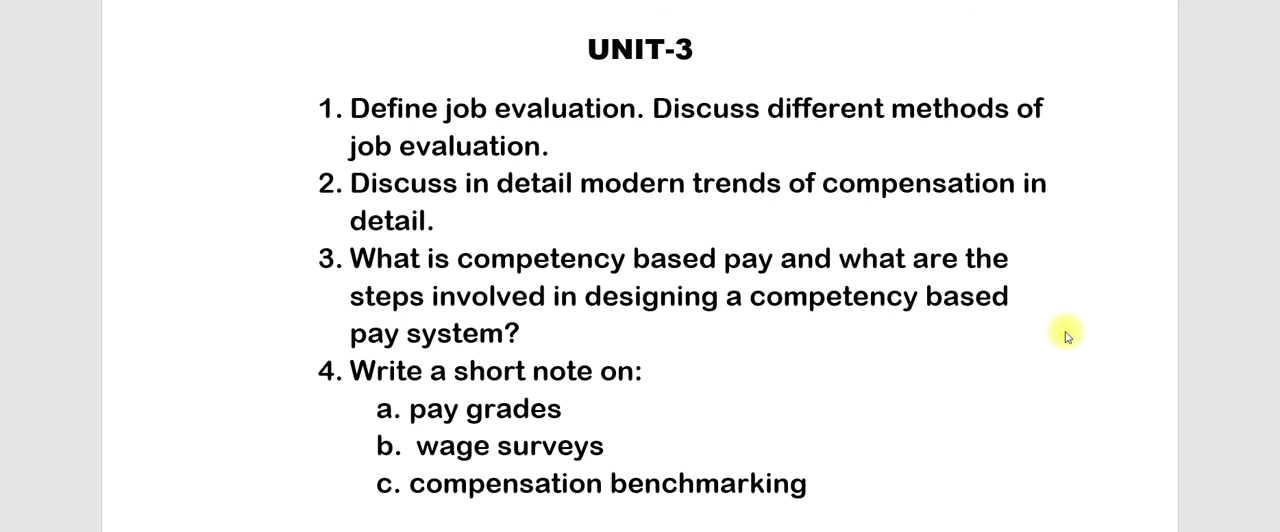 UNIT-3
1. Define job evaluation. Discuss different methods of
job evaluation.
2. Discuss in detail modern trends of compensation in
detail.
3. What is competency based pay and what are the
steps involved in designing a competency based
pay system?
4. Write a short note on:
a. pay grades
b. wage surveys
c. compensation benchmarking